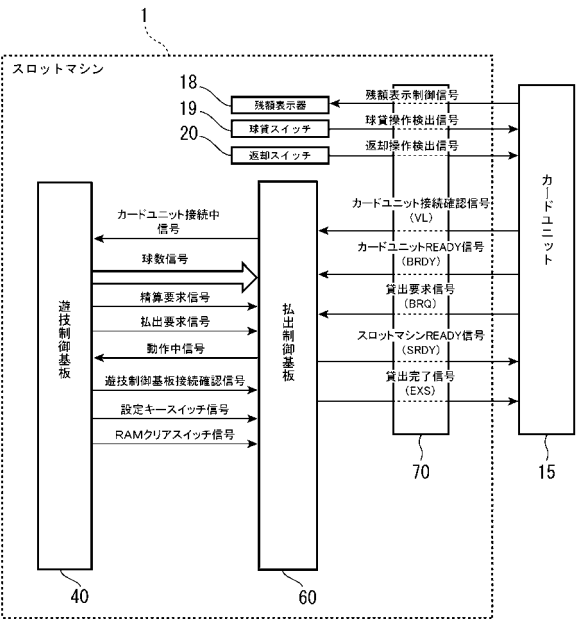 1
スロットマシン
18
残額表示器
19
球貸スイッチ
20
返却スイッチ
残額表示制御信号
球貸操作検出信号
返却操作検出信号
カードユニット接続中
信号
球数信号
精算要求信号
払出要求信号
動作中信号
遊技制御基板接続確認信号
設定キースイッチ信号
RAMクリアスイッチ信号
カードユニット接続確認信号
(VL)
カードユニットREADY信号
(BRDY)
貸出要求信号
(BRQ)
スロットマシンREADY信号
(SRDY)
貸出完了信号
(EXS)
遊技制御基板
払出制御基板
カードユニット
40
60
70
15